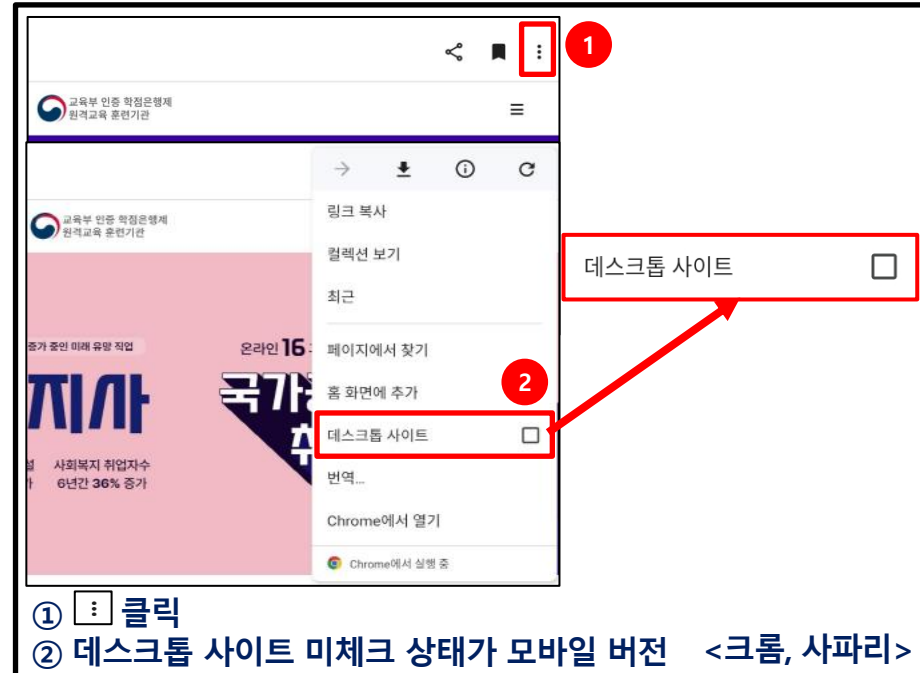 1
교육부 인증 학점은행제
원격교육 훈련기관
교육부 인증 학점은행제
원격교육 훈련기관
링크 복사
컬렉션 보기
최근
페이지에서 찾기
홈 화면에 추가
2
데스크톱 사이트
번역...
Chrome에서 열기
Chrome에서 실행 중
데스크톱 사이트
증가 중인 미래 유망 직업
지사
사회복지 취업자수
6년간 36% 증가
온라인 16
국가
취
① 클릭
② 데스크톱 사이트 미체크 상태가 모바일 버전 <크롬, 사파리>